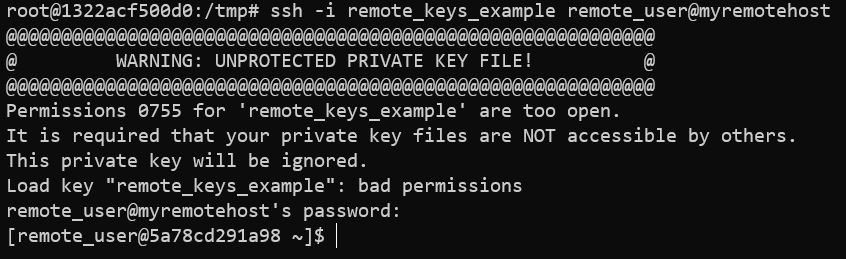 root@1322acf500d0:/tmp# ssh -i remote_keys_example remote_user@myremotehost
@@@@@@@@@@@@@@@@@@@@@@@@@@@@@@@@@@@@@@@@@@@@@@@@@@@@@@@@@@@
@         WARNING: UNPROTECTED PRIVATE KEY FILE!          @
@@@@@@@@@@@@@@@@@@@@@@@@@@@@@@@@@@@@@@@@@@@@@@@@@@@@@@@@@@@
Permissions 0755 for 'remote_keys_example' are too open.
It is required that your private key files are NOT accessible by others.
This private key will be ignored.
Load key "remote_keys_example": bad permissions
remote_user@myremotehost's password:
[remote_user@5a78cd291a98 ~]$